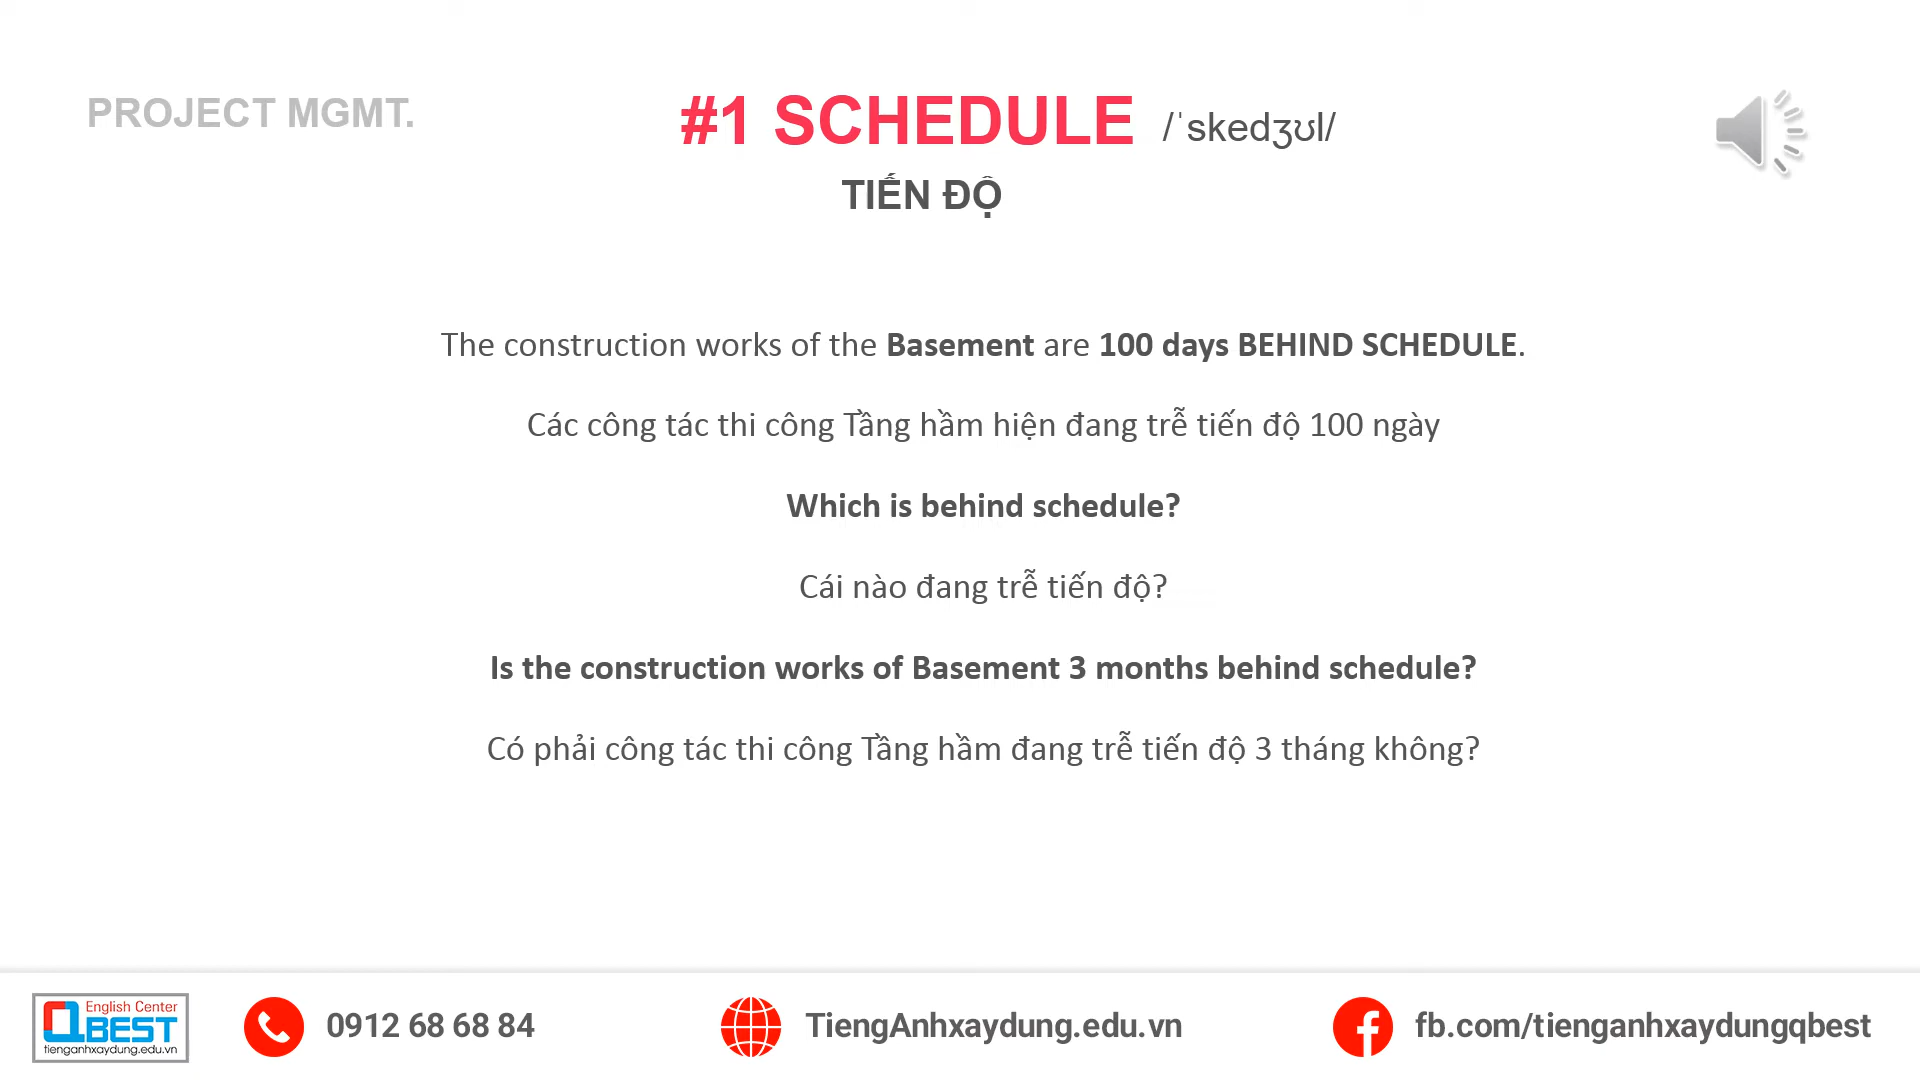 PROJECT MGMT.
#1 SCHEDULE /ˈskedʒʊl/
TIẾN ĐỘ
The construction works of the Basement are 100 days BEHIND SCHEDULE.
Các công tác thi công Tầng hầm hiện đang trễ tiến độ 100 ngày
Which is behind schedule?
Cái nào đang trễ tiến độ?
Is the construction works of Basement 3 months behind schedule?
Có phải công tác thi công Tầng hầm đang trễ tiến độ 3 tháng không?
English Center
QBEST
tienganhxaydung.edu.vn
0912 68 68 84
TiengAnhxaydung.edu.vn
fb.com/tienganhxaydungqbest